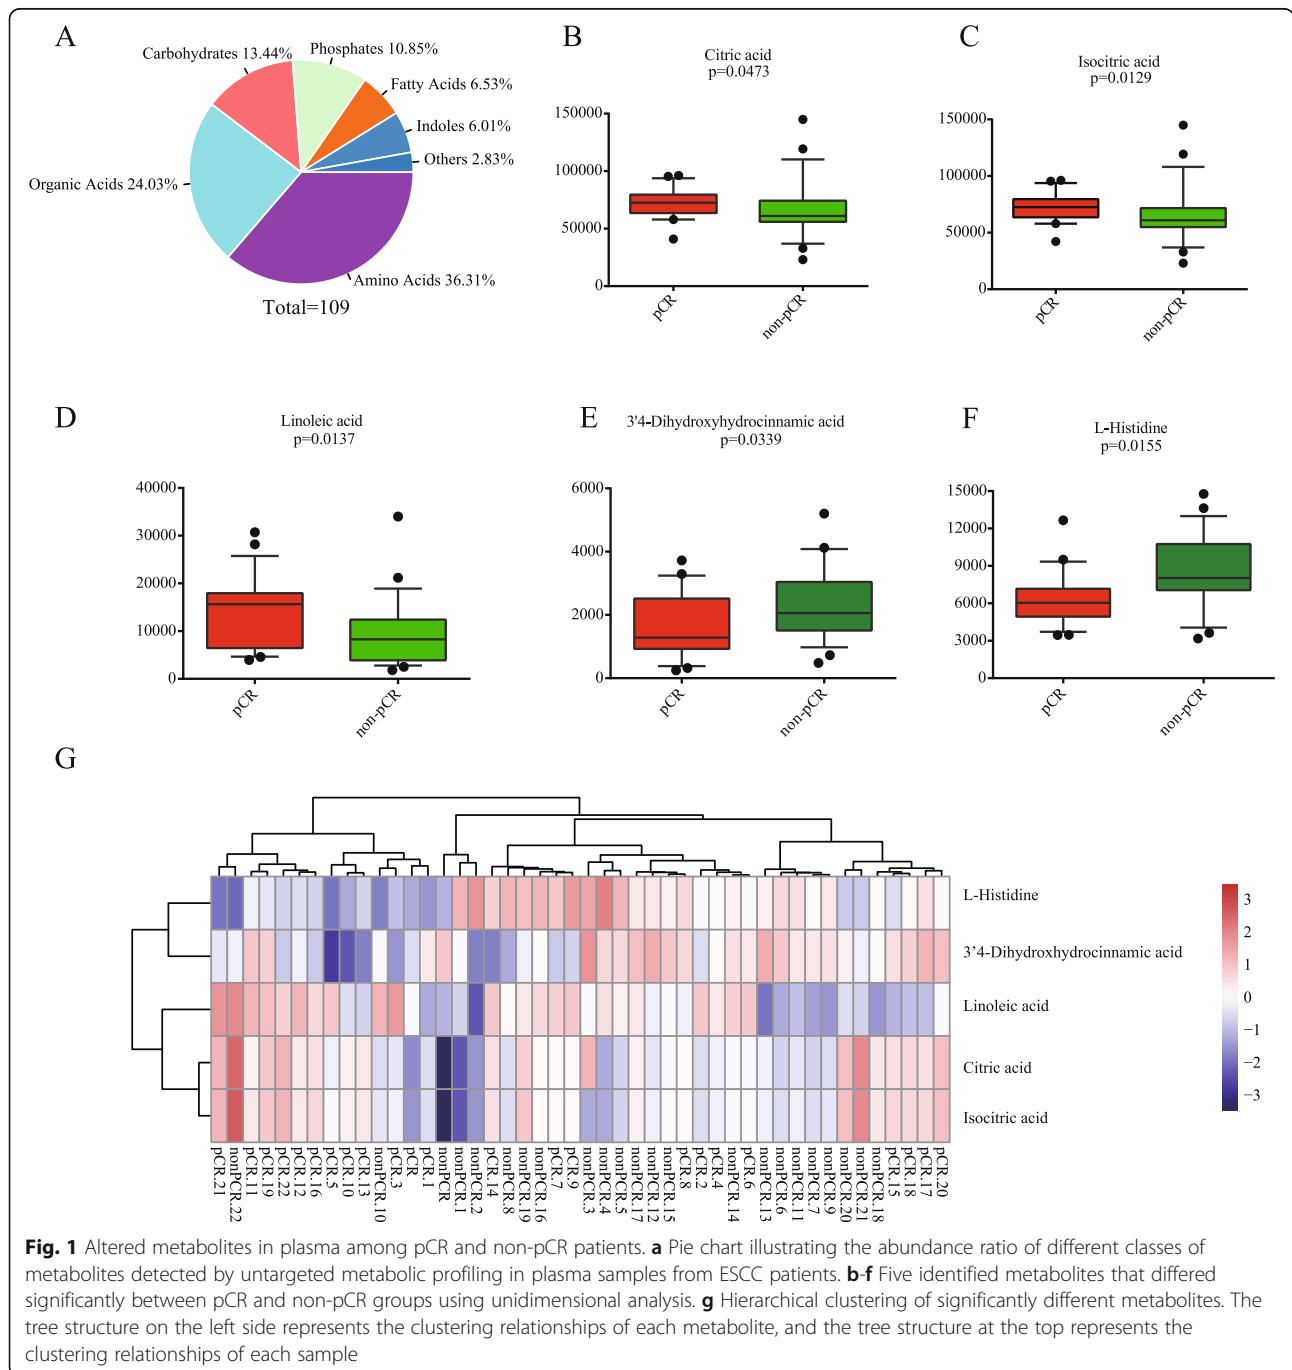 A
Carbohydrates 13.44%
Phosphates 10.85%
Fatty Acids 6.53%
Indoles 6.01%
Others 2.83%
Organic Acids 24.03%
Amino Acids 36.31%
Total=109
B
Citric acid
p=0.0473
150000
100000
50000
0
pCR
non-pCR
C
Isocitric acid
p=0.0129
150000
100000
50000
0
pCR
non-pCR
D
Linoleic acid
p=0.0137
40000
30000
20000
10000
0
pCR
non-pCR
E
3'4-Dihydroxyhydrocinnamic acid
p=0.0339
6000
4000
2000
0
pCR
non-pCR
F
L-Histidine
p=0.0155
15000
12000
9000
6000
3000
0
pCR
non-pCR
G
L-Histidine
3'4-Dihydroxhydrocinnamic acid
Linoleic acid
Citric acid
Isocitric acid
3
2
1
0
−1
−2
−3
pCR.21
nonPCR.22
pCR.11
pCR.19
pCR.22
pCR.12
pCR.16
pCR.5
pCR.10
pCR.13
nonPCR.10
pCR.3
pCR
pCR.1
nonPCR
nonPCR.1
nonPCR.2
pCR.14
nonPCR.8
nonPCR.19
nonPCR.16
pCR.7
pCR.9
nonPCR.3
nonPCR.4
nonPCR.5
nonPCR.17
nonPCR.12
nonPCR.15
pCR.8
pCR.2
pCR.4
nonPCR.14
pCR.6
nonPCR.13
nonPCR.6
nonPCR.11
nonPCR.7
nonPCR.9
nonPCR.20
nonPCR.21
nonPCR.18
pCR.15
pCR.18
pCR.17
pCR.20
Fig. 1 Altered metabolites in plasma among pCR and non-pCR patients. a Pie chart illustrating the abundance ratio of different classes of
metabolites detected by untargeted metabolic profiling in plasma samples from ESCC patients. b-f Five identified metabolites that differed
significantly between pCR and non-pCR groups using unidimensional analysis. g Hierarchical clustering of significantly different metabolites. The
tree structure on the left side represents the clustering relationships of each metabolite, and the tree structure at the top represents the
clustering relationships of each sample